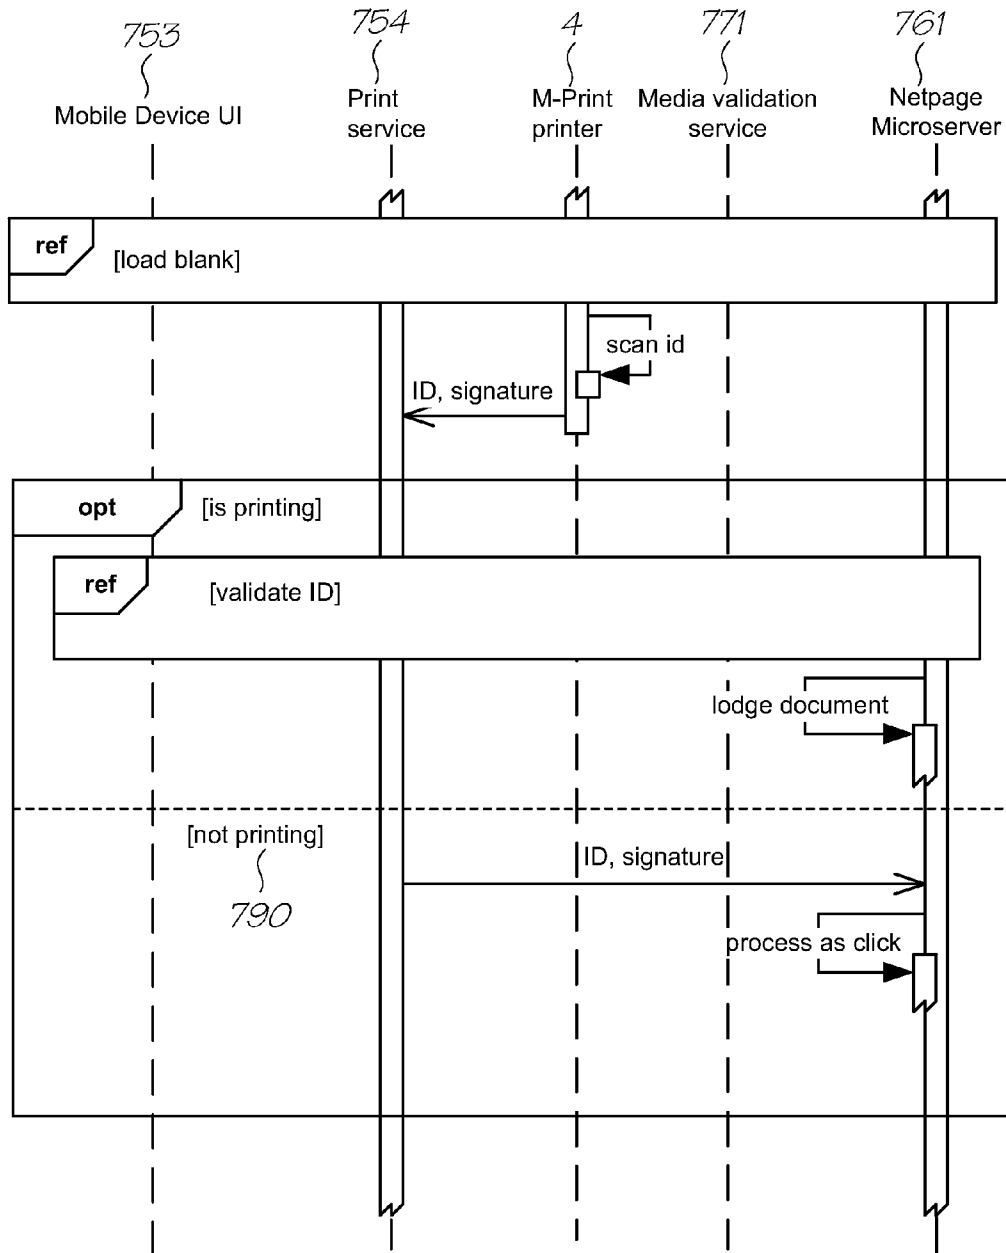 753
754
4
771
761
Mobile Device UI
Print
service
M-Print
printer
Media validation
service
Netpage
Microserver
ref
[load blank]
scan id
ID, signature
opt
[is printing]
ref
[validate ID]
lodge document
[not printing]
790
ID, signature
process as click